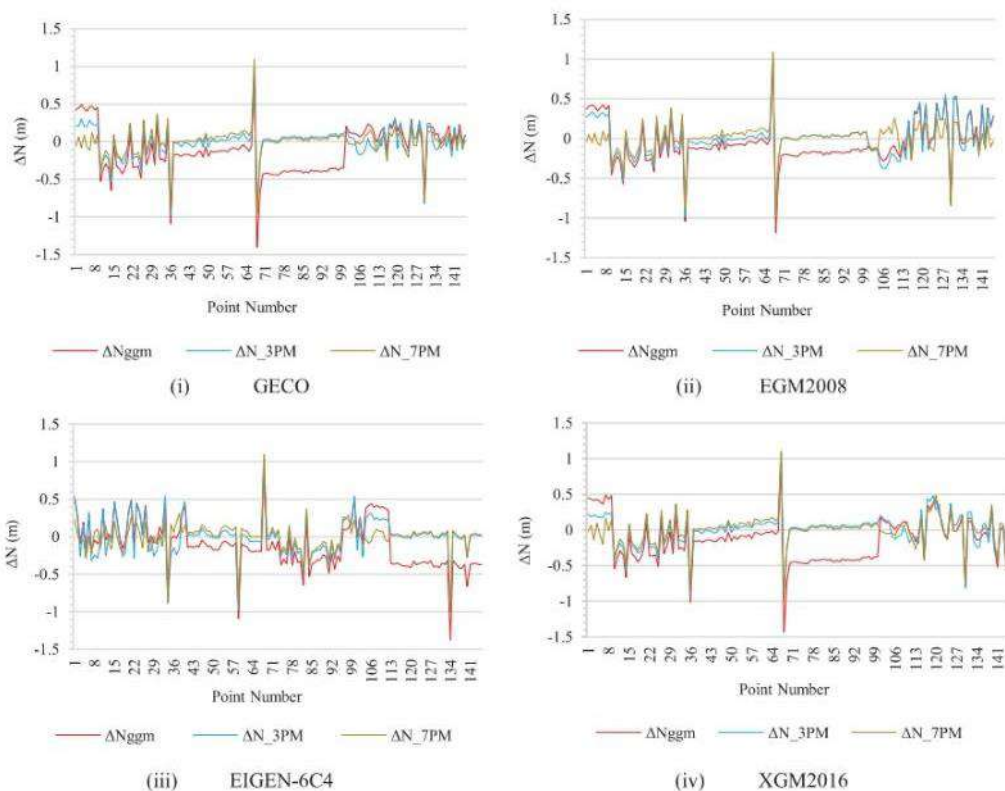 1.5
1
0.5
0
-0.5
-1
-1.5
ΔN (m)
1 8 15 22 29 36 43 50 57 64 71 78 85 92 99 106 113 120 127 134 141
Point Number
ΔNggm ΔN_3PM ΔN_7PM
(i) GECO
1.5
1
0.5
0
-0.5
-1
-1.5
ΔN (m)
1 8 15 22 29 36 43 50 57 64 71 78 85 92 99 106 113 120 127 134 141
Point Number
ΔNggm ΔN_3PM ΔN_7PM
(ii) EGM2008
1.5
1
0.5
0
-0.5
-1
-1.5
ΔN (m)
1 8 15 22 29 36 43 50 57 64 71 78 85 92 99 106 113 120 127 134 141
Point Number
ΔNggm ΔN_3PM ΔN_7PM
(iii) EIGEN-6C4
1.5
1
0.5
0
-0.5
-1
-1.5
ΔN (m)
1 8 15 22 29 36 43 50 57 64 71 78 85 92 99 106 113 120 127 134 141
Point Number
ΔNggm ΔN_3PM ΔN_7PM
(iv) XGM2016